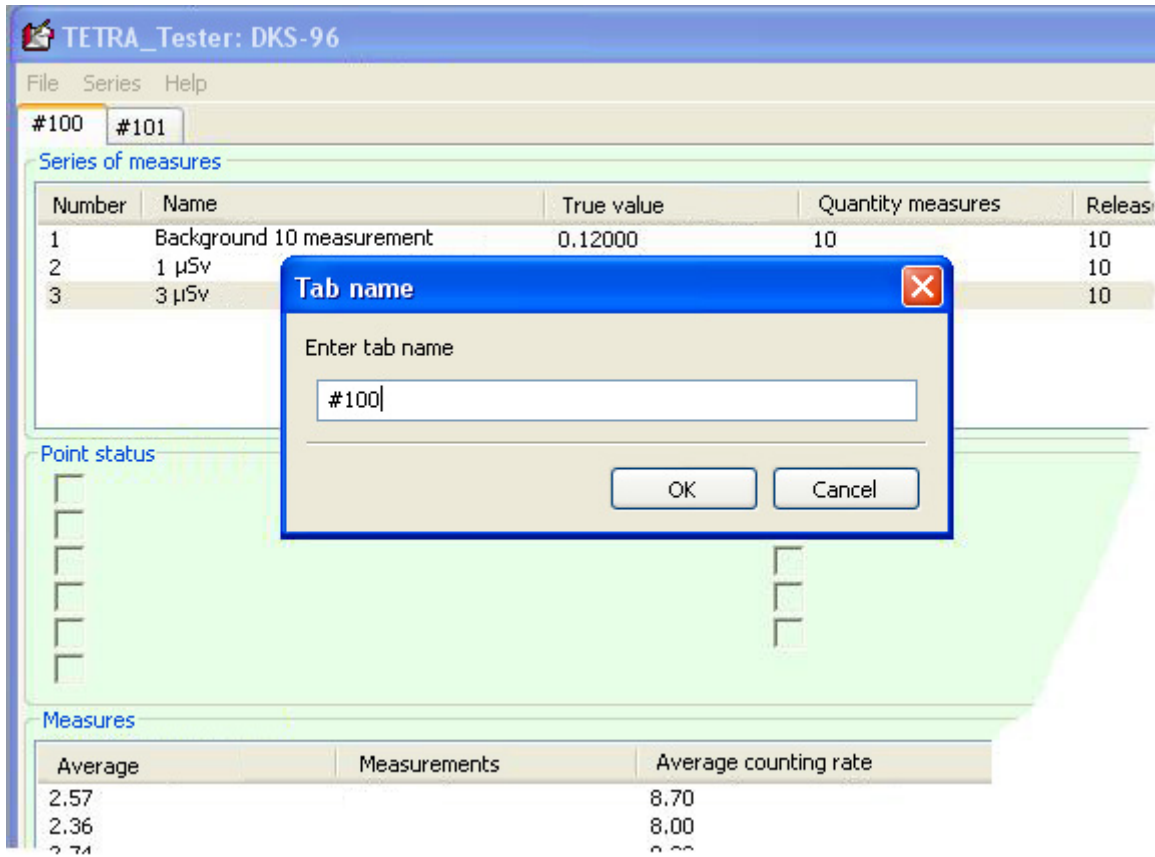 TETRA_Tester: DKS-96
File Series Help
#100 #101
Series of measures
Number Name True value Quantity measures Releas
1 Background 10 measurement 0.12000 10 10
2 1 µSv 10
3 3 µSv 10
Tab name
Enter tab name
#100
OK Cancel
Point status
Measures
Average Measurements Average counting rate
2.57 8.70
2.36 8.00